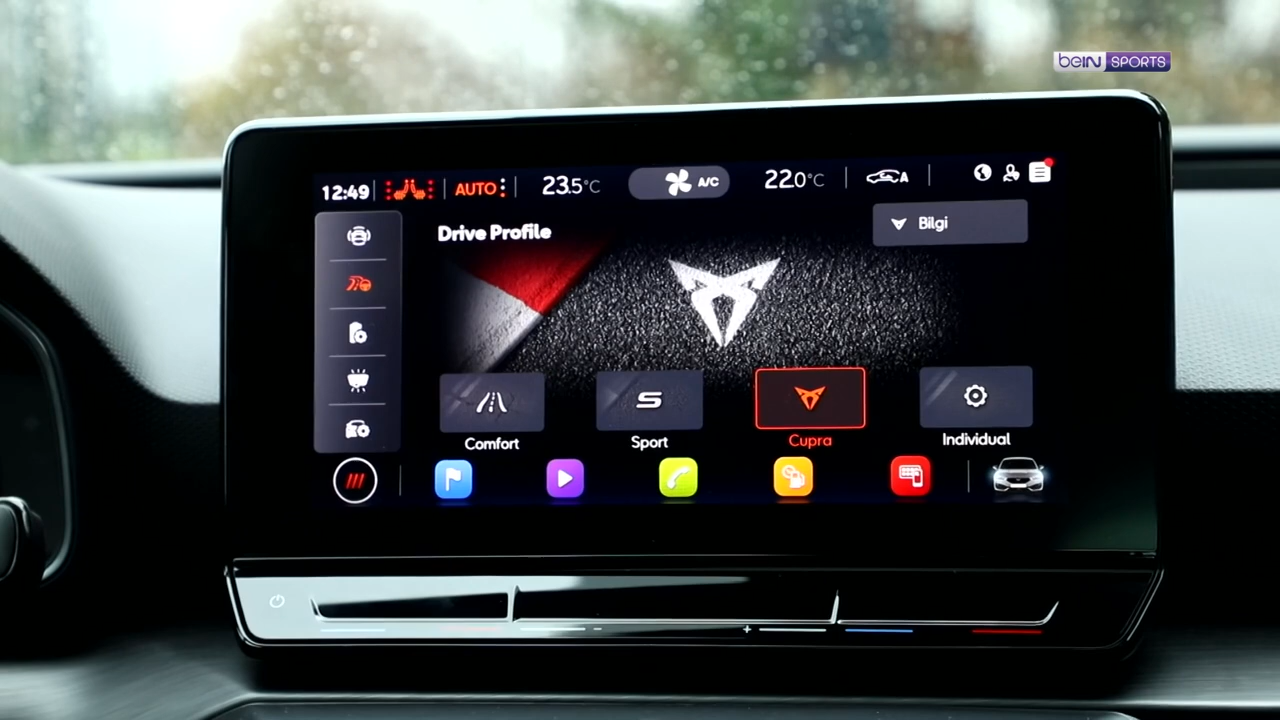 beIN SPORTS
12:49 AUTO 23.5°C A/C 22.0°C A
Drive Profile
Bilgi
S
Comfort Sport Cupra Individual
- +